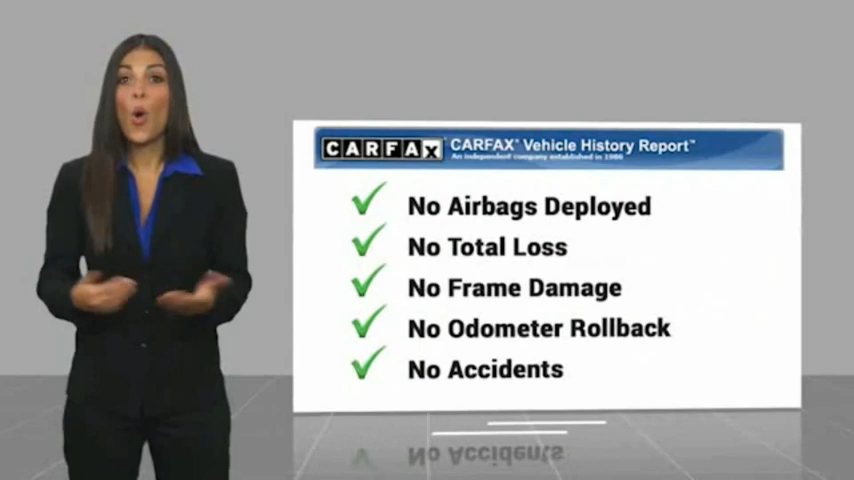 CARFAX CARFAX® Vehicle History Report™
An independent company established in 1986
No Airbags Deployed
No Total Loss
No Frame Damage
No Odometer Rollback
No Accidents
No Accidents